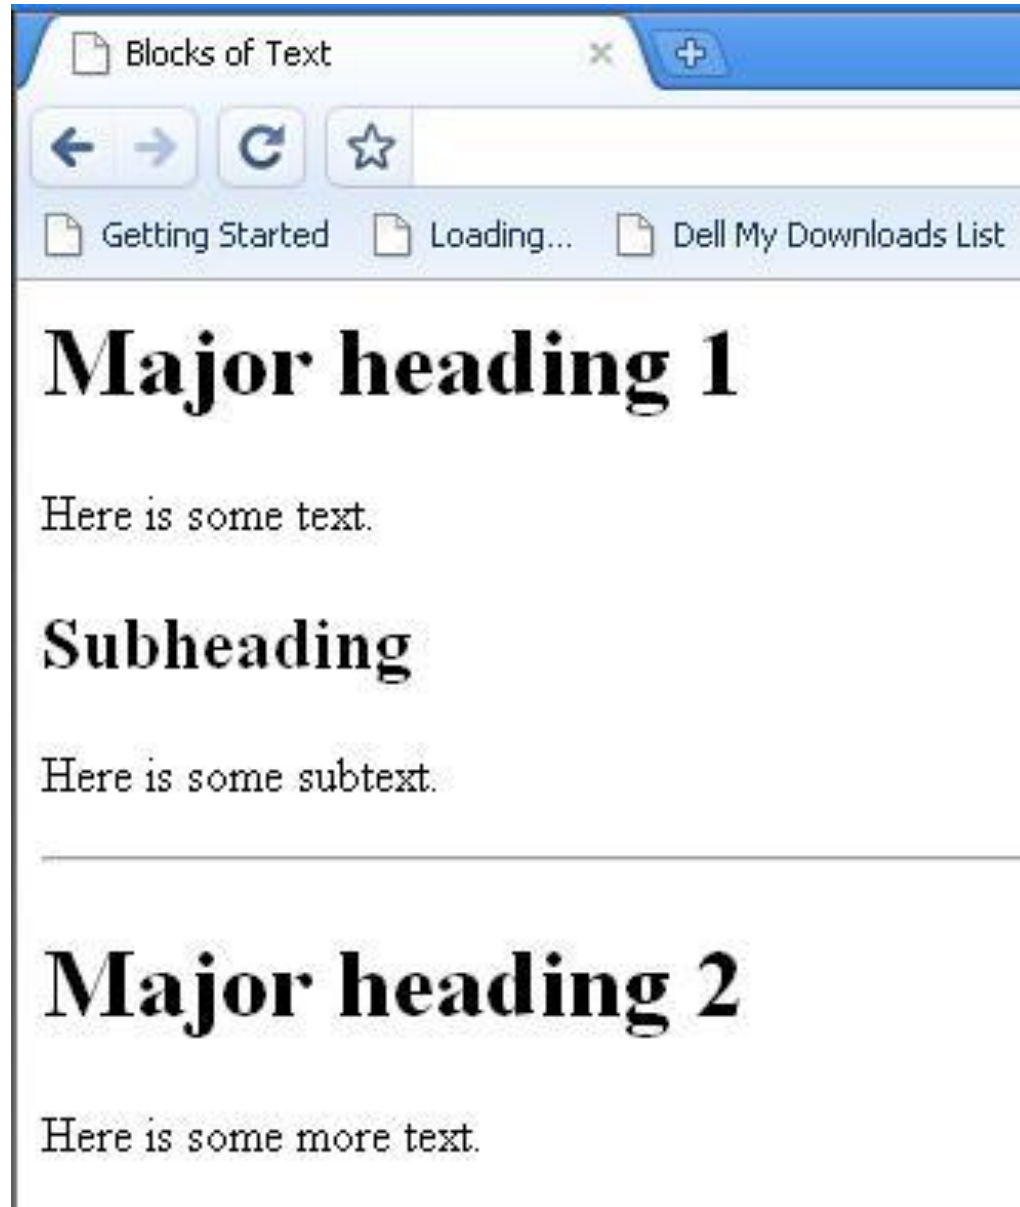 Blocks of Text
Getting Started Loading... Dell My Downloads List
Major heading 1
Here is some text.
Subheading
Here is some subtext.
Major heading 2
Here is some more text.